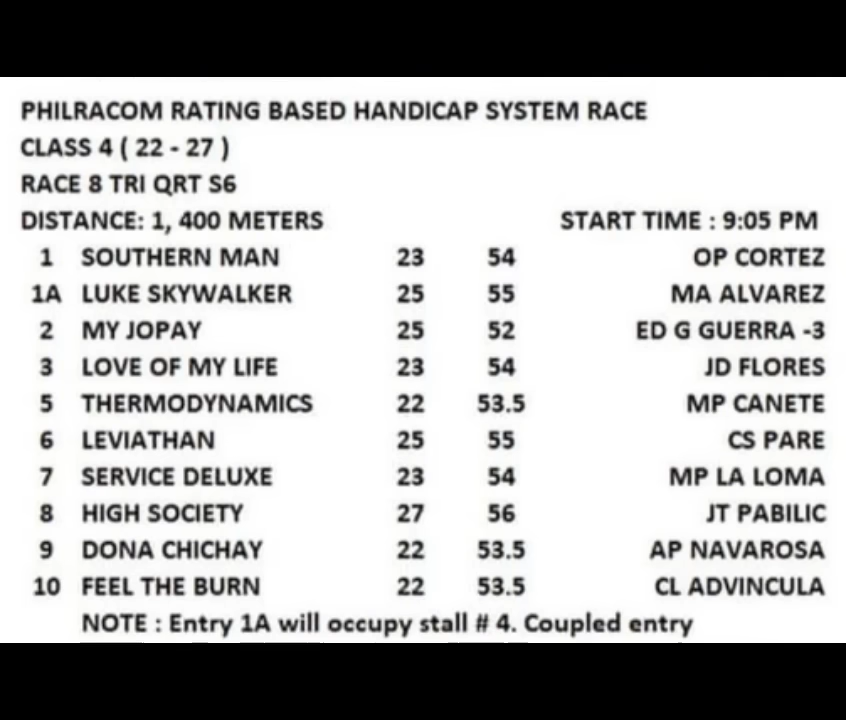 PHILRACOM RATING BASED HANDICAP SYSTEM RACE
CLASS 4 ( 22 - 27 )
RACE 8 TRI QRT S6
DISTANCE: 1, 400 METERS START TIME : 9:05 PM
1 SOUTHERN MAN 23 54 OP CORTEZ
1A LUKE SKYWALKER 25 55 MA ALVAREZ
2 MY JOPAY 25 52 ED G GUERRA -3
3 LOVE OF MY LIFE 23 54 JD FLORES
5 THERMODYNAMICS 22 53.5 MP CANETE
6 LEVIATHAN 25 55 CS PARE
7 SERVICE DELUXE 23 54 MP LA LOMA
8 HIGH SOCIETY 27 56 JT PABILIC
9 DONA CHICHAY 22 53.5 AP NAVAROSA
10 FEEL THE BURN 22 53.5 CL ADVINCULA
NOTE : Entry 1A will occupy stall # 4. Coupled entry